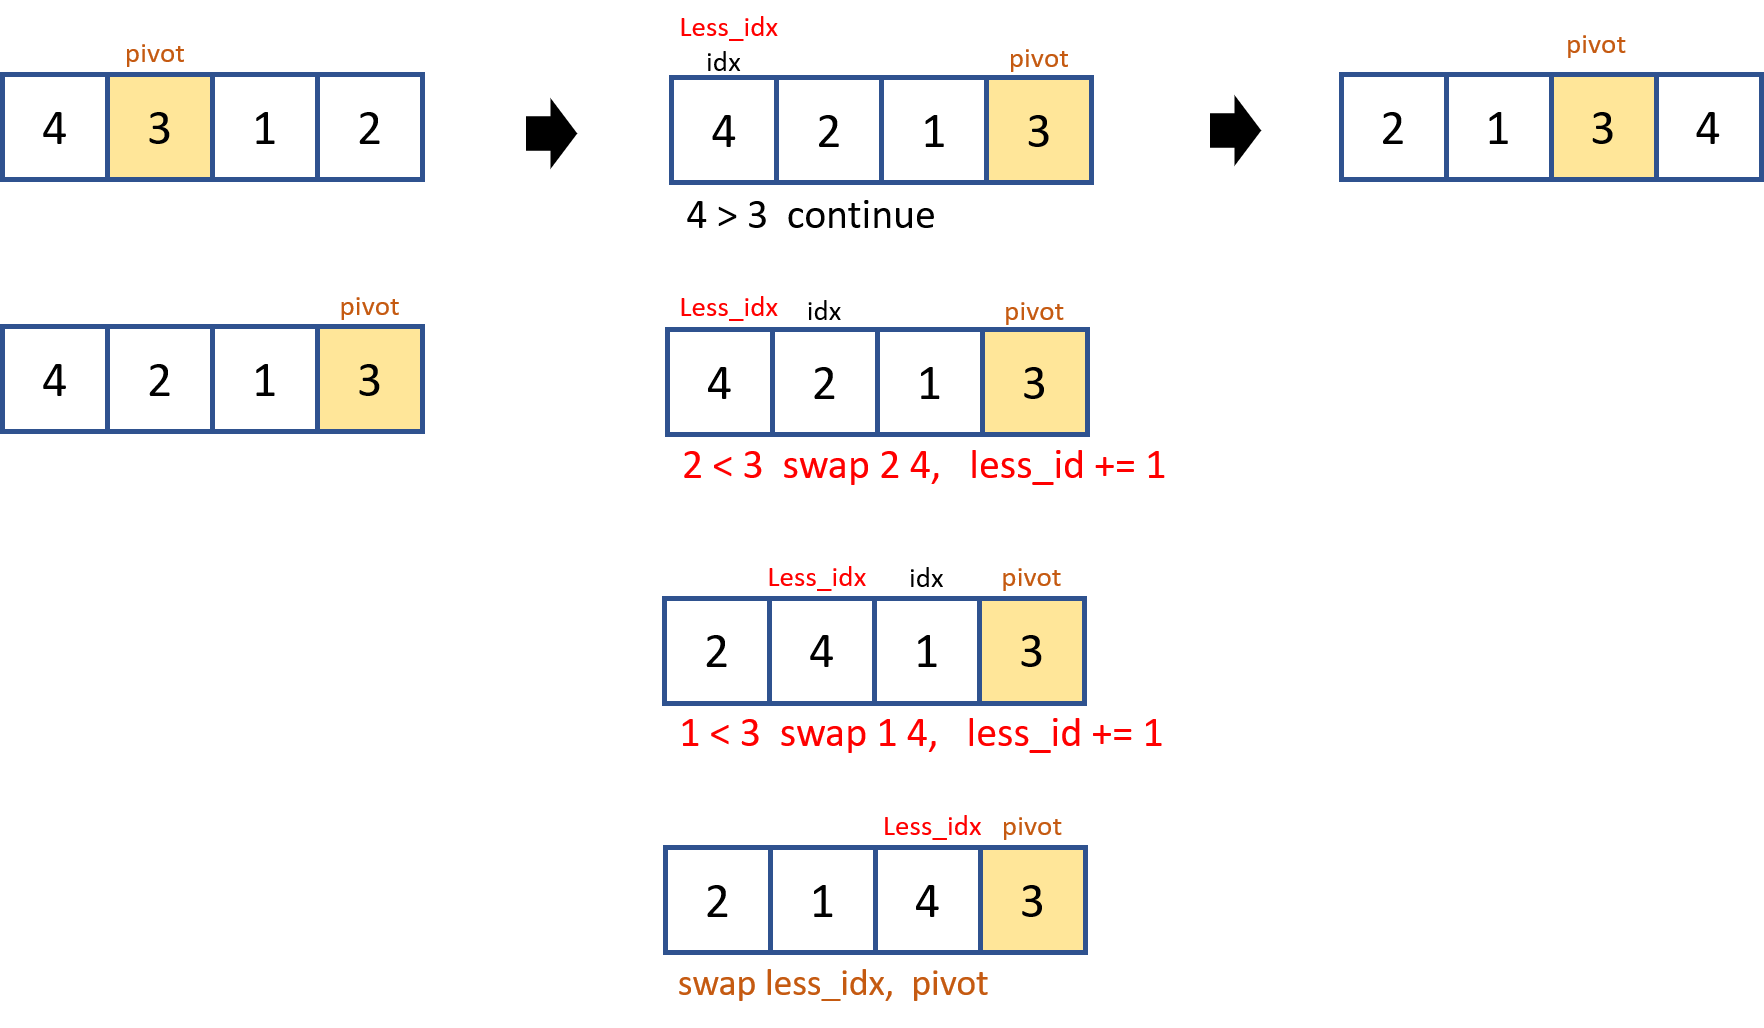 pivot
4 3 1 2
pivot
4 2 1 3
Less_idx
idx
pivot
4 2 1 3
4 > 3 continue
Less_idx idx pivot
4 2 1 3
2 < 3 swap 2 4, less_id += 1
Less_idx idx pivot
2 4 1 3
1 < 3 swap 1 4, less_id += 1
Less_idx pivot
2 1 4 3
swap less_idx, pivot
pivot
2 1 3 4